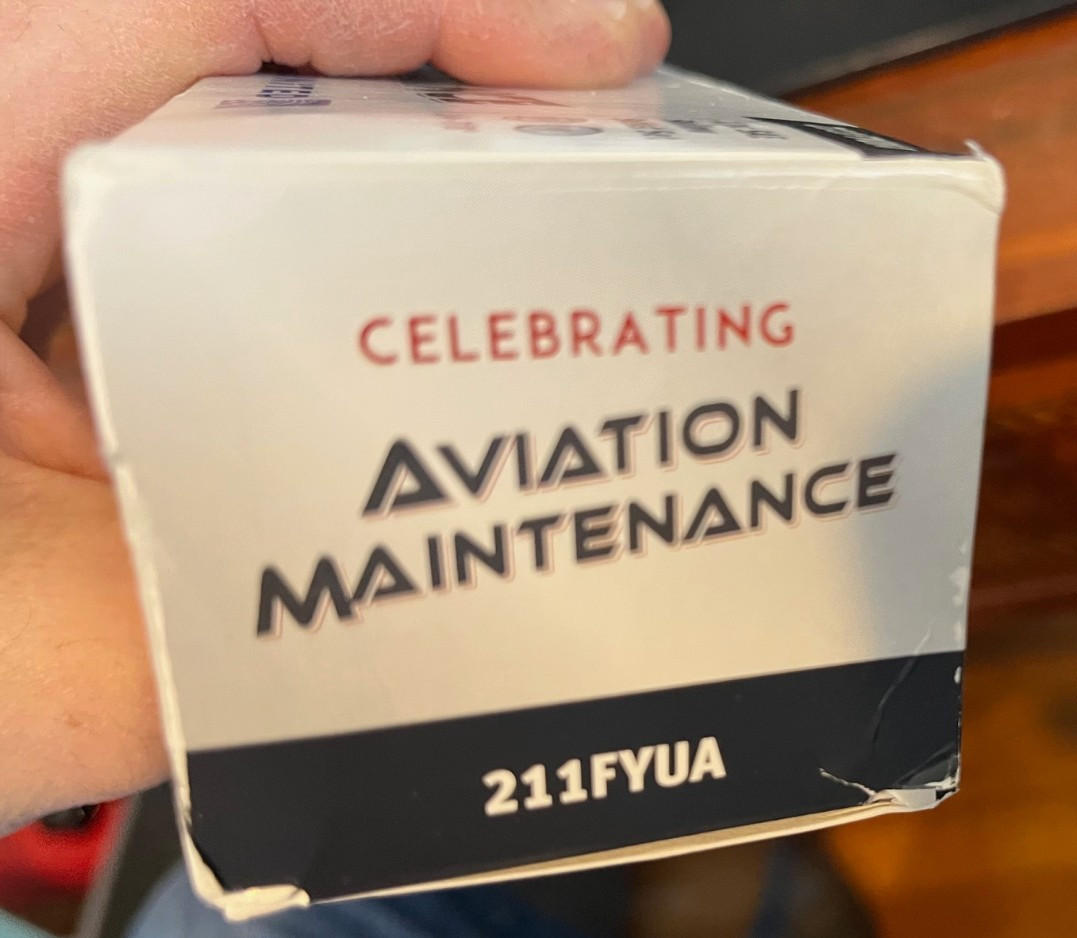 CELEBRATING
AVIATION
MAINTENANCE
211FYUA